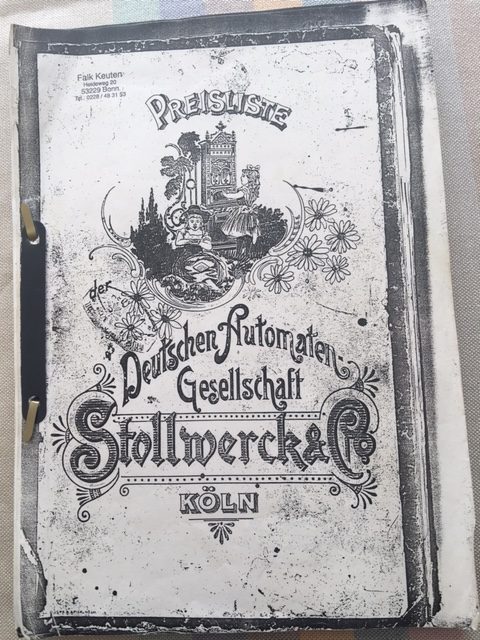 Falk Keuten
Heideweg 20
53229 Bonn
Tel. 0228 / 48 31 53
PREISLISTE
der
Deutschen Automaten-
Gesellschaft
Stollwerck & Co
KÖLN